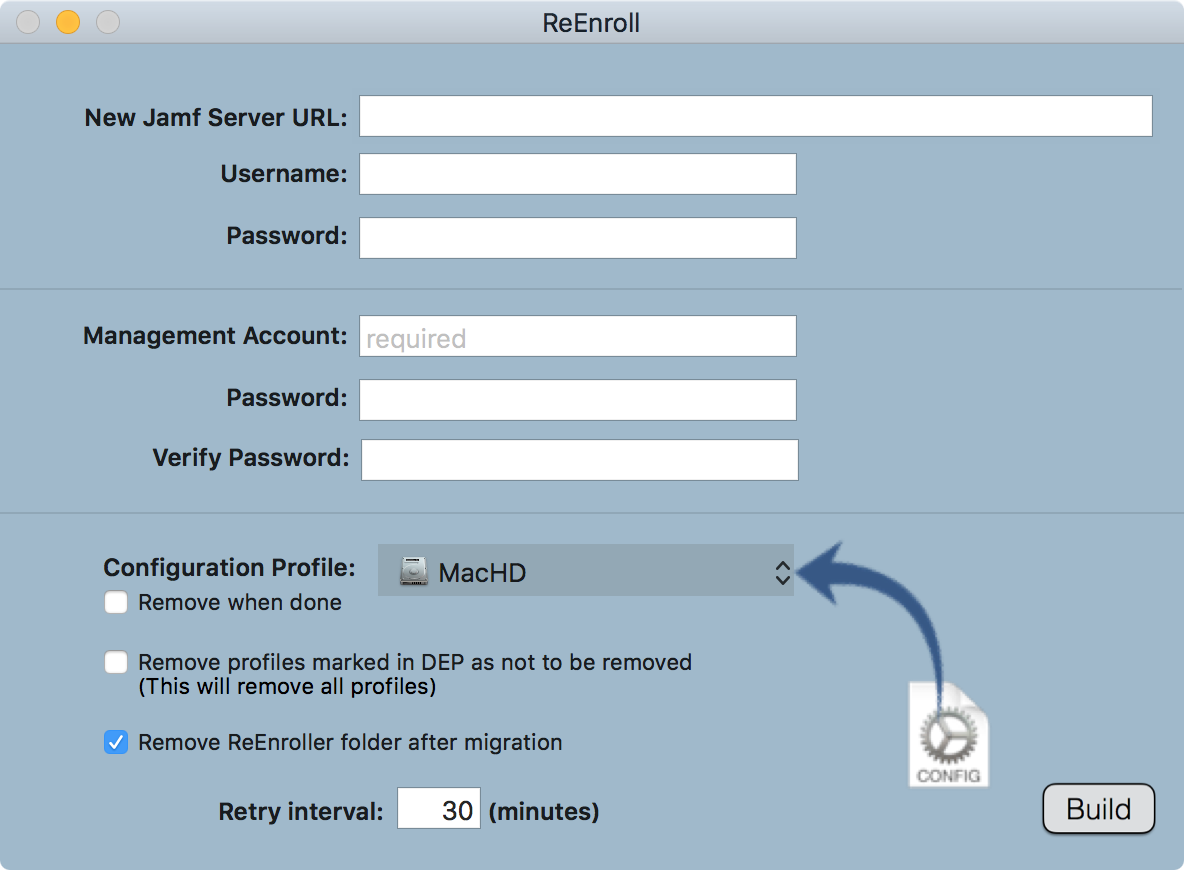 ReEnroll
New Jamf Server URL:
Username:
Password:
Management Account: required
Password:
Verify Password:
Configuration Profile: MacHD
Remove when done
Remove profiles marked in DEP as not to be removed
(This will remove all profiles)
Remove ReEnroller folder after migration
CONFIG
Retry interval: 30 (minutes)
Build